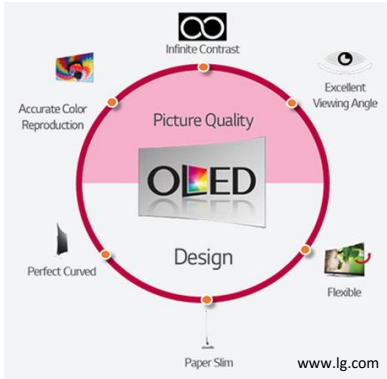 Infinite Contrast
Accurate Color
Reproduction
Excellent
Viewing Angle
Picture Quality
OLED
Design
Perfect Curved
Flexible
Paper Slim
www.lg.com